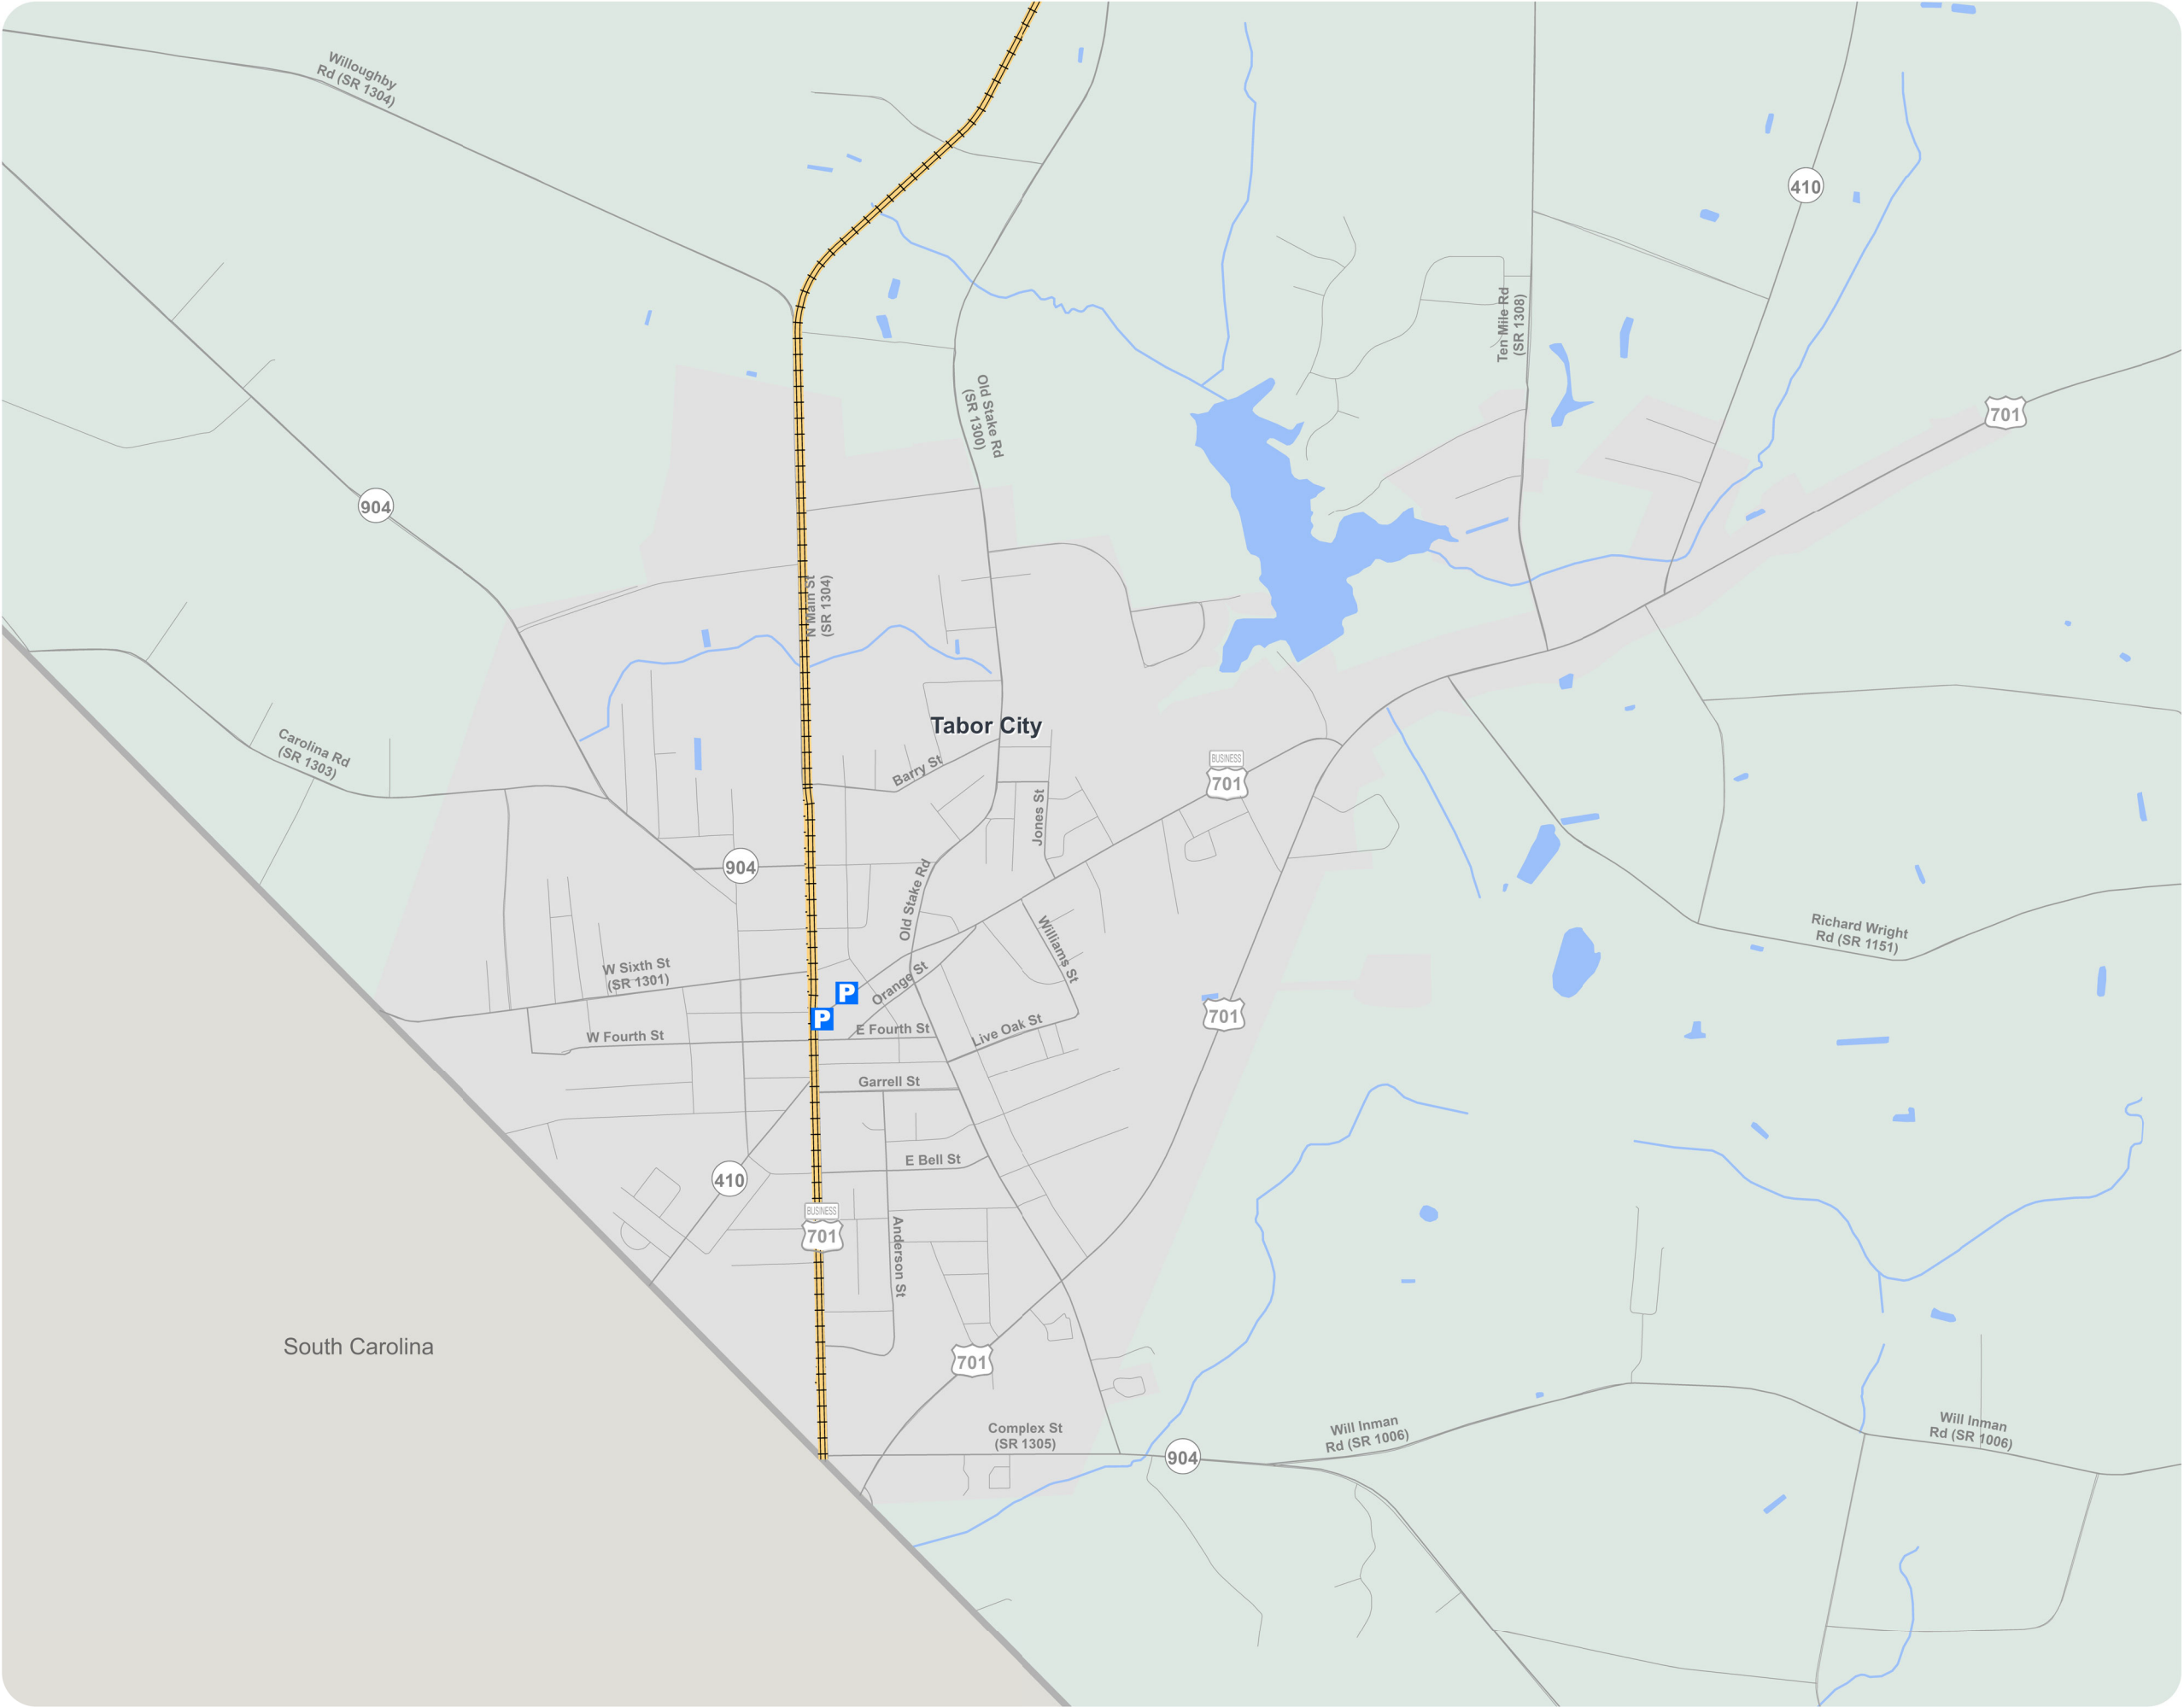 Willoughby
Rd (SR 1304)
410
Ten Mile Rd
(SR 1308)
Old Stake Rd
(SR 1300)
701
904
N Main St
(SR 1304)
Carolina Rd
(SR 1303)
Tabor City
Barry St
BUSINESS
701
Jones St
904
Old Stake Rd
Williams St
Richard Wright
Rd (SR 1151)
W Sixth St
(SR 1301)
Orange St
P
P
701
W Fourth St
E Fourth St
Live Oak St
Garrell St
E Bell St
410
BUSINESS
701
Anderson St
South Carolina
701
Complex St
(SR 1305)
904
Will Inman
Rd (SR 1006)
Will Inman
Rd (SR 1006)